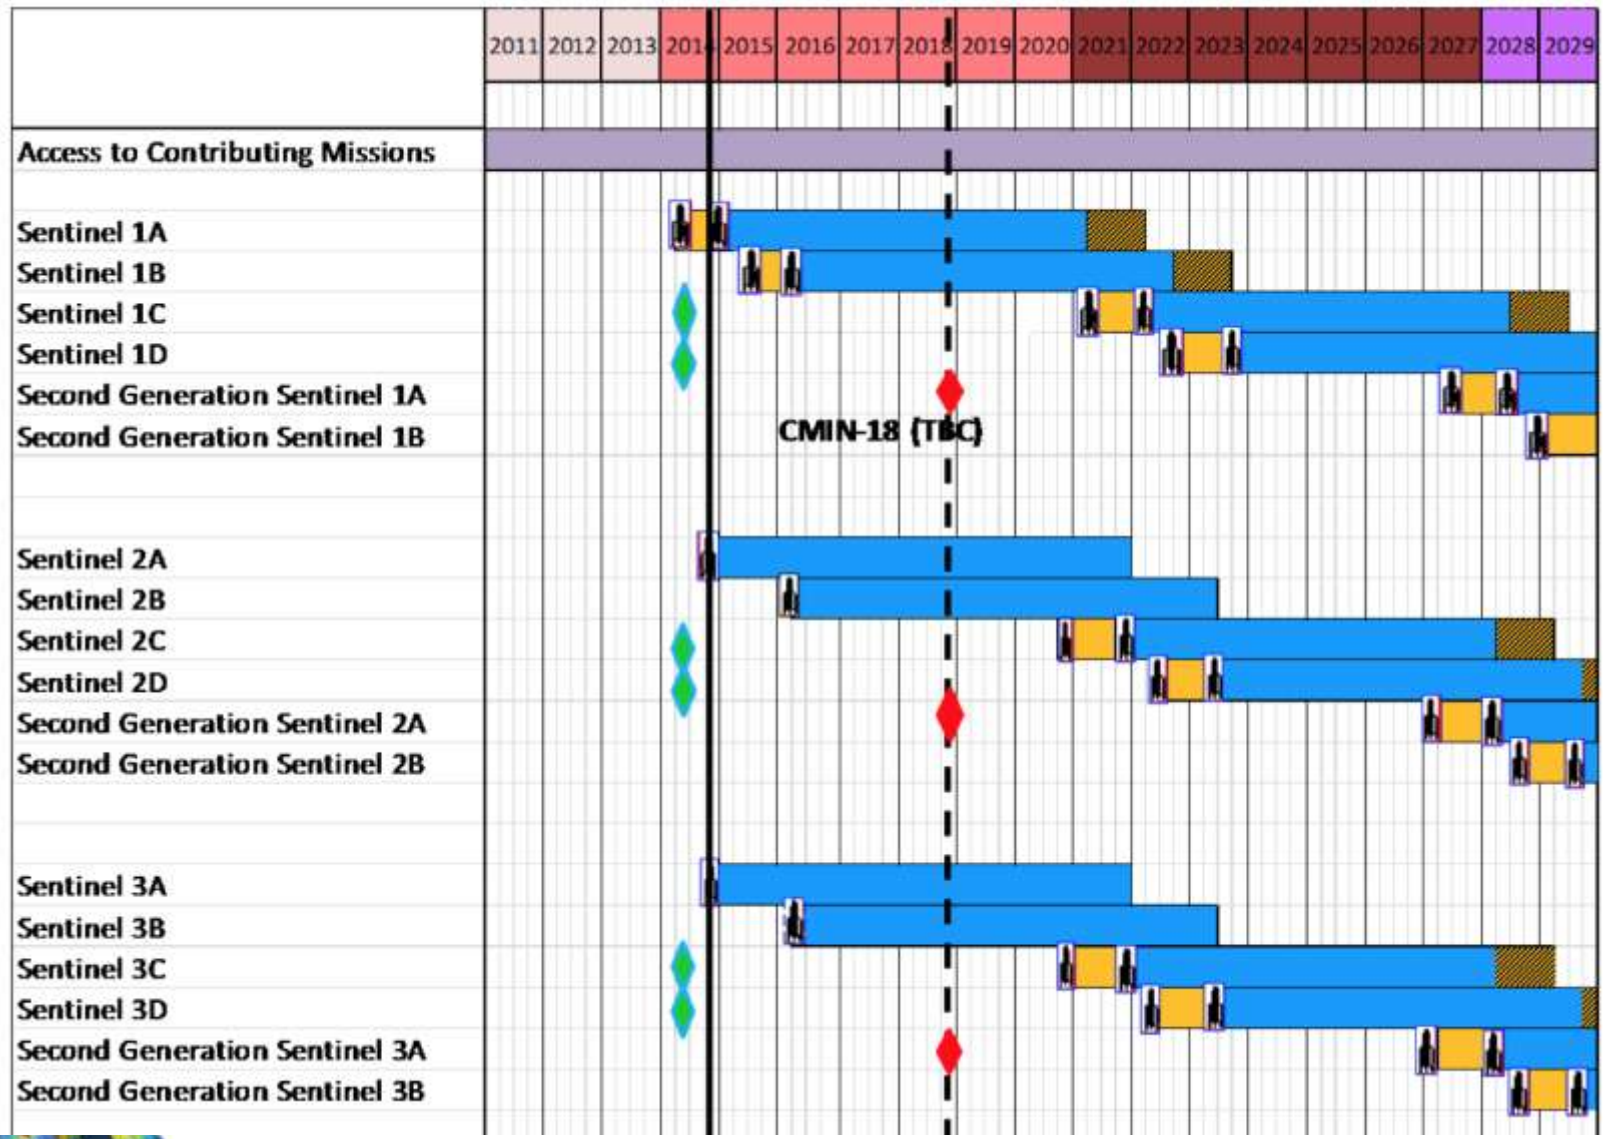 2011 2012 2013 2014 2015 2016 2017 2018 2019 2020 2021 2022 2023 2024 2025 2026 2027 2028 2029
Access to Contributing Missions
Sentinel 1A
Sentinel 1B
Sentinel 1C
Sentinel 1D
Second Generation Sentinel 1A
Second Generation Sentinel 1B
CMIN-18 (TBC)
Sentinel 2A
Sentinel 2B
Sentinel 2C
Sentinel 2D
Second Generation Sentinel 2A
Second Generation Sentinel 2B
Sentinel 3A
Sentinel 3B
Sentinel 3C
Sentinel 3D
Second Generation Sentinel 3A
Second Generation Sentinel 3B